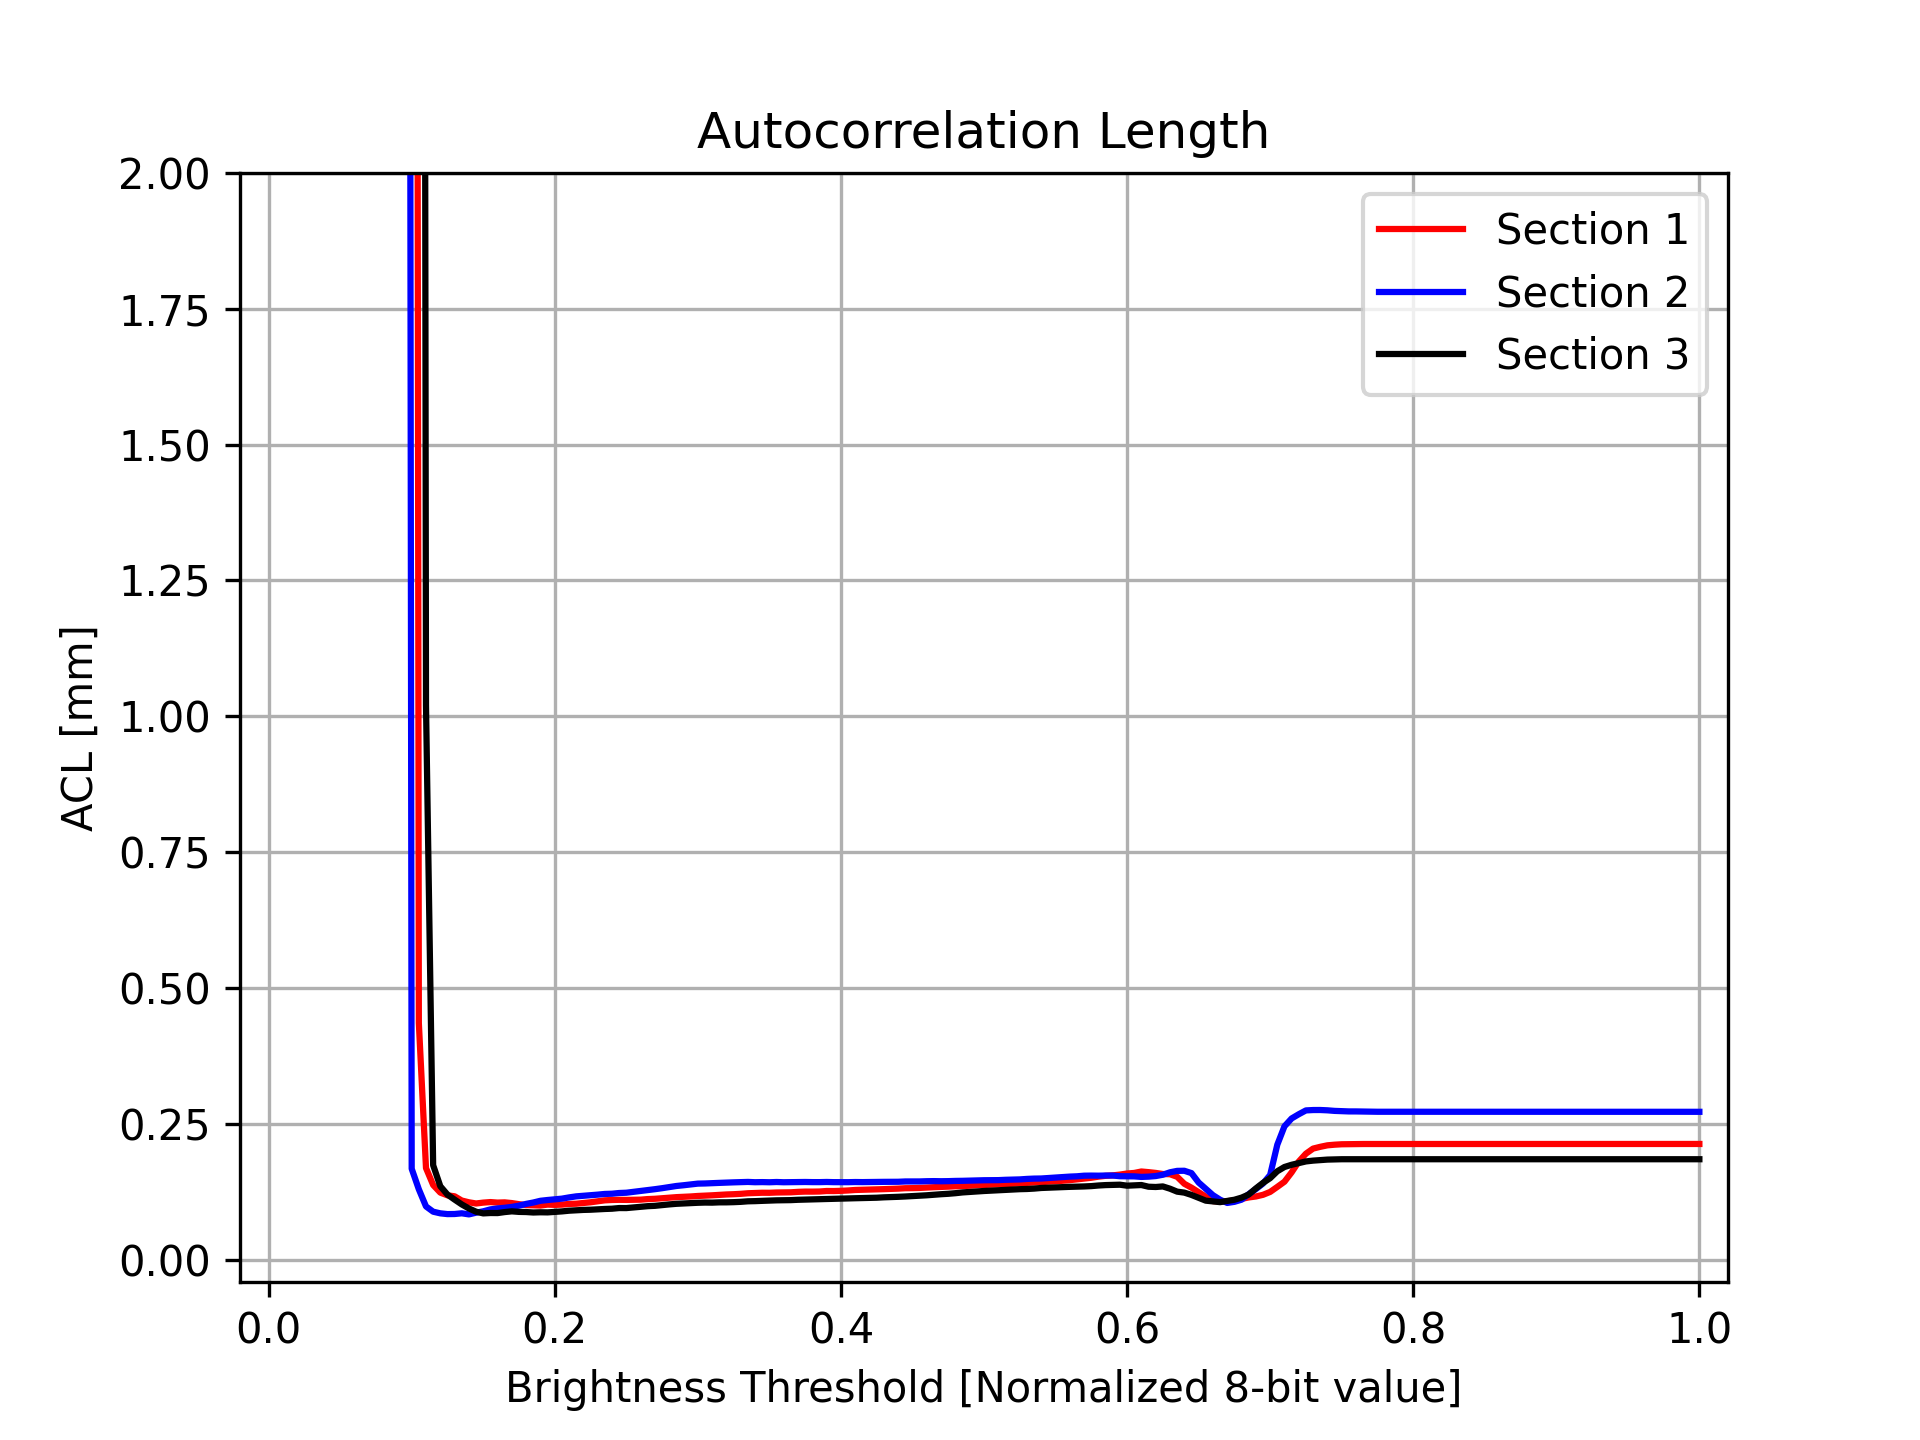 Autocorrelation Length
2.00
1.75
1.50
1.25
1.00
0.75
0.50
0.25
0.00
ACL [mm]
Section 1
Section 2
Section 3
0.0 0.2 0.4 0.6 0.8 1.0
Brightness Threshold [Normalized 8-bit value]